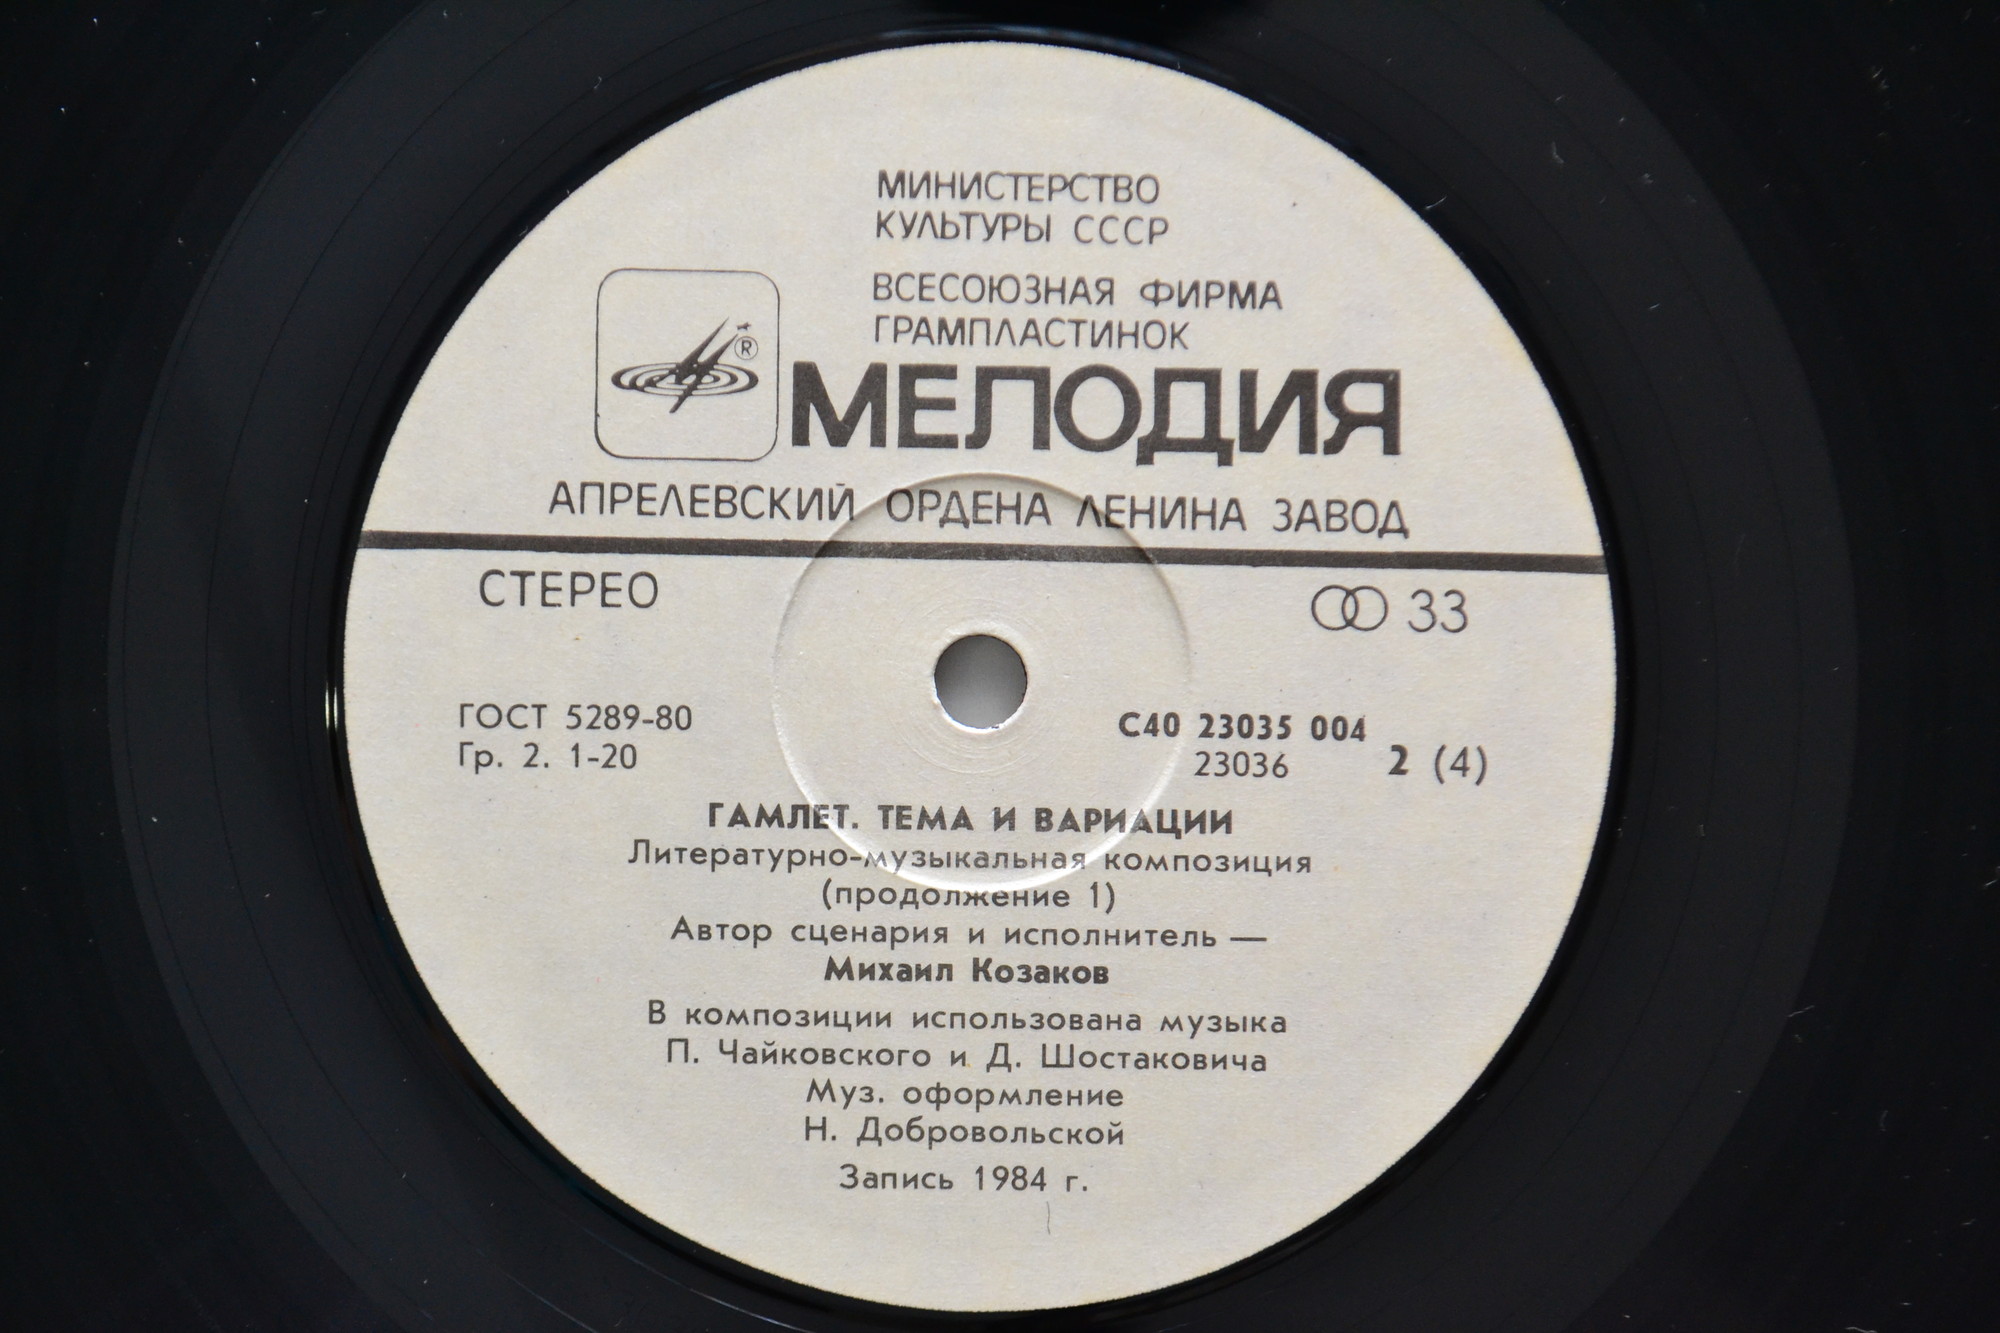 МИНИСТЕРСТВО
КУЛЬТУРЫ СССР
ВСЕСОЮЗНАЯ ФИРМА
ГРАМПЛАСТИНОК
®
МЕЛОДИЯ
АПРЕЛЕВСКИЙ ОРДЕНА ЛЕНИНА ЗАВОД
СТЕРЕО
33
ГОСТ 5289-80
Гр. 2. 1-20
С40 23035 004
23036 2 (4)
ГАМЛЕТ. ТЕМА И ВАРИАЦИИ
Литературно-музыкальная композиция
(продолжение 1)
Автор сценария и исполнитель —
Михаил Козаков
В композиции использована музыка
П. Чайковского и Д. Шостаковича
Муз. оформление
Н. Добровольской
Запись 1984 г.